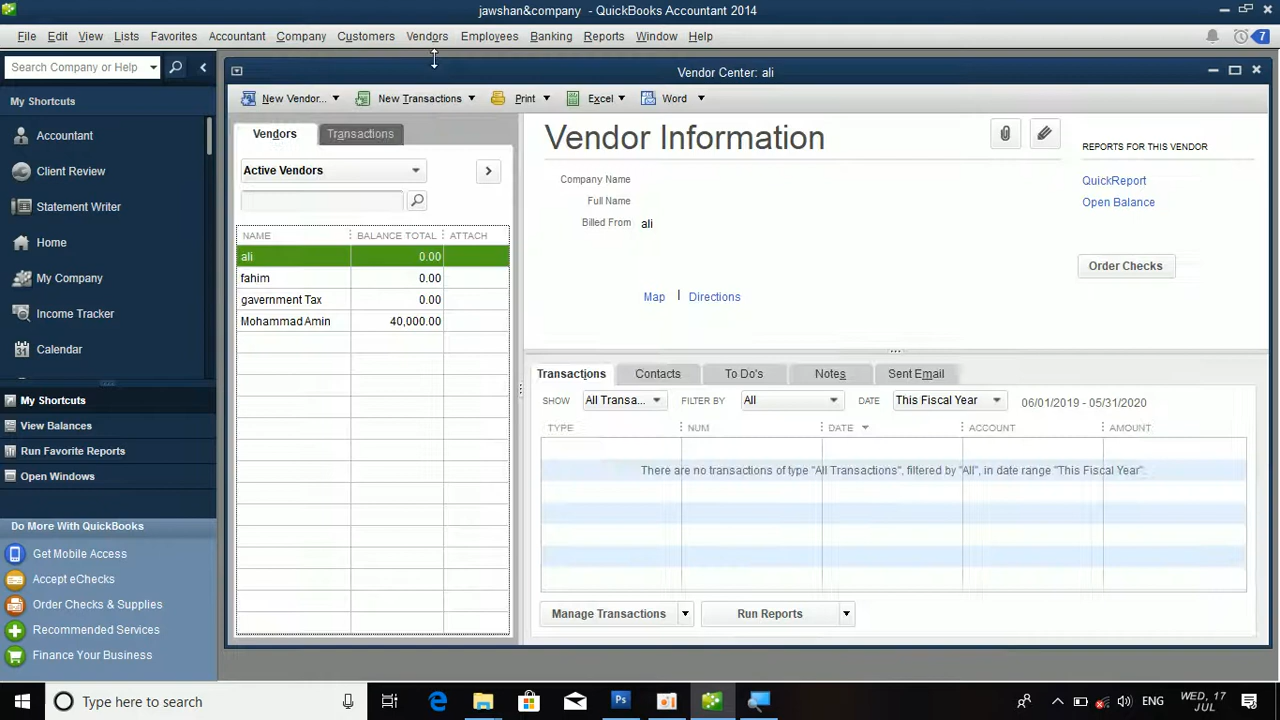 jawshan&company - QuickBooks Accountant 2014
File Edit View Lists Favorites Accountant Company Customers Vendors Employees Banking Reports Window Help 7
Search Company or Help
Vendor Center: ali
My Shortcuts
Accountant
Client Review
Statement Writer
Home
My Company
Income Tracker
Calendar
My Shortcuts
View Balances
Run Favorite Reports
Open Windows
Do More With QuickBooks
Get Mobile Access
Accept eChecks
Order Checks & Supplies
Recommended Services
Finance Your Business
New Vendor... New Transactions Print Excel Word
Vendors Transactions
Active Vendors
NAME BALANCE TOTAL ATTACH
ali 0.00
fahim 0.00
gavernment Tax 0.00
Mohammad Amin 40,000.00
Vendor Information
Company Name
Full Name
Billed From ali
Map Directions
REPORTS FOR THIS VENDOR
QuickReport
Open Balance
Order Checks
Transactions Contacts To Do's Notes Sent Email
SHOW All Transa... FILTER BY All DATE This Fiscal Year 06/01/2019 - 05/31/2020
TYPE NUM DATE ACCOUNT AMOUNT
There are no transactions of type "All Transactions", filtered by "All", in date range "This Fiscal Year".
Manage Transactions Run Reports
Type here to search
ENG
WED, 17
JUL